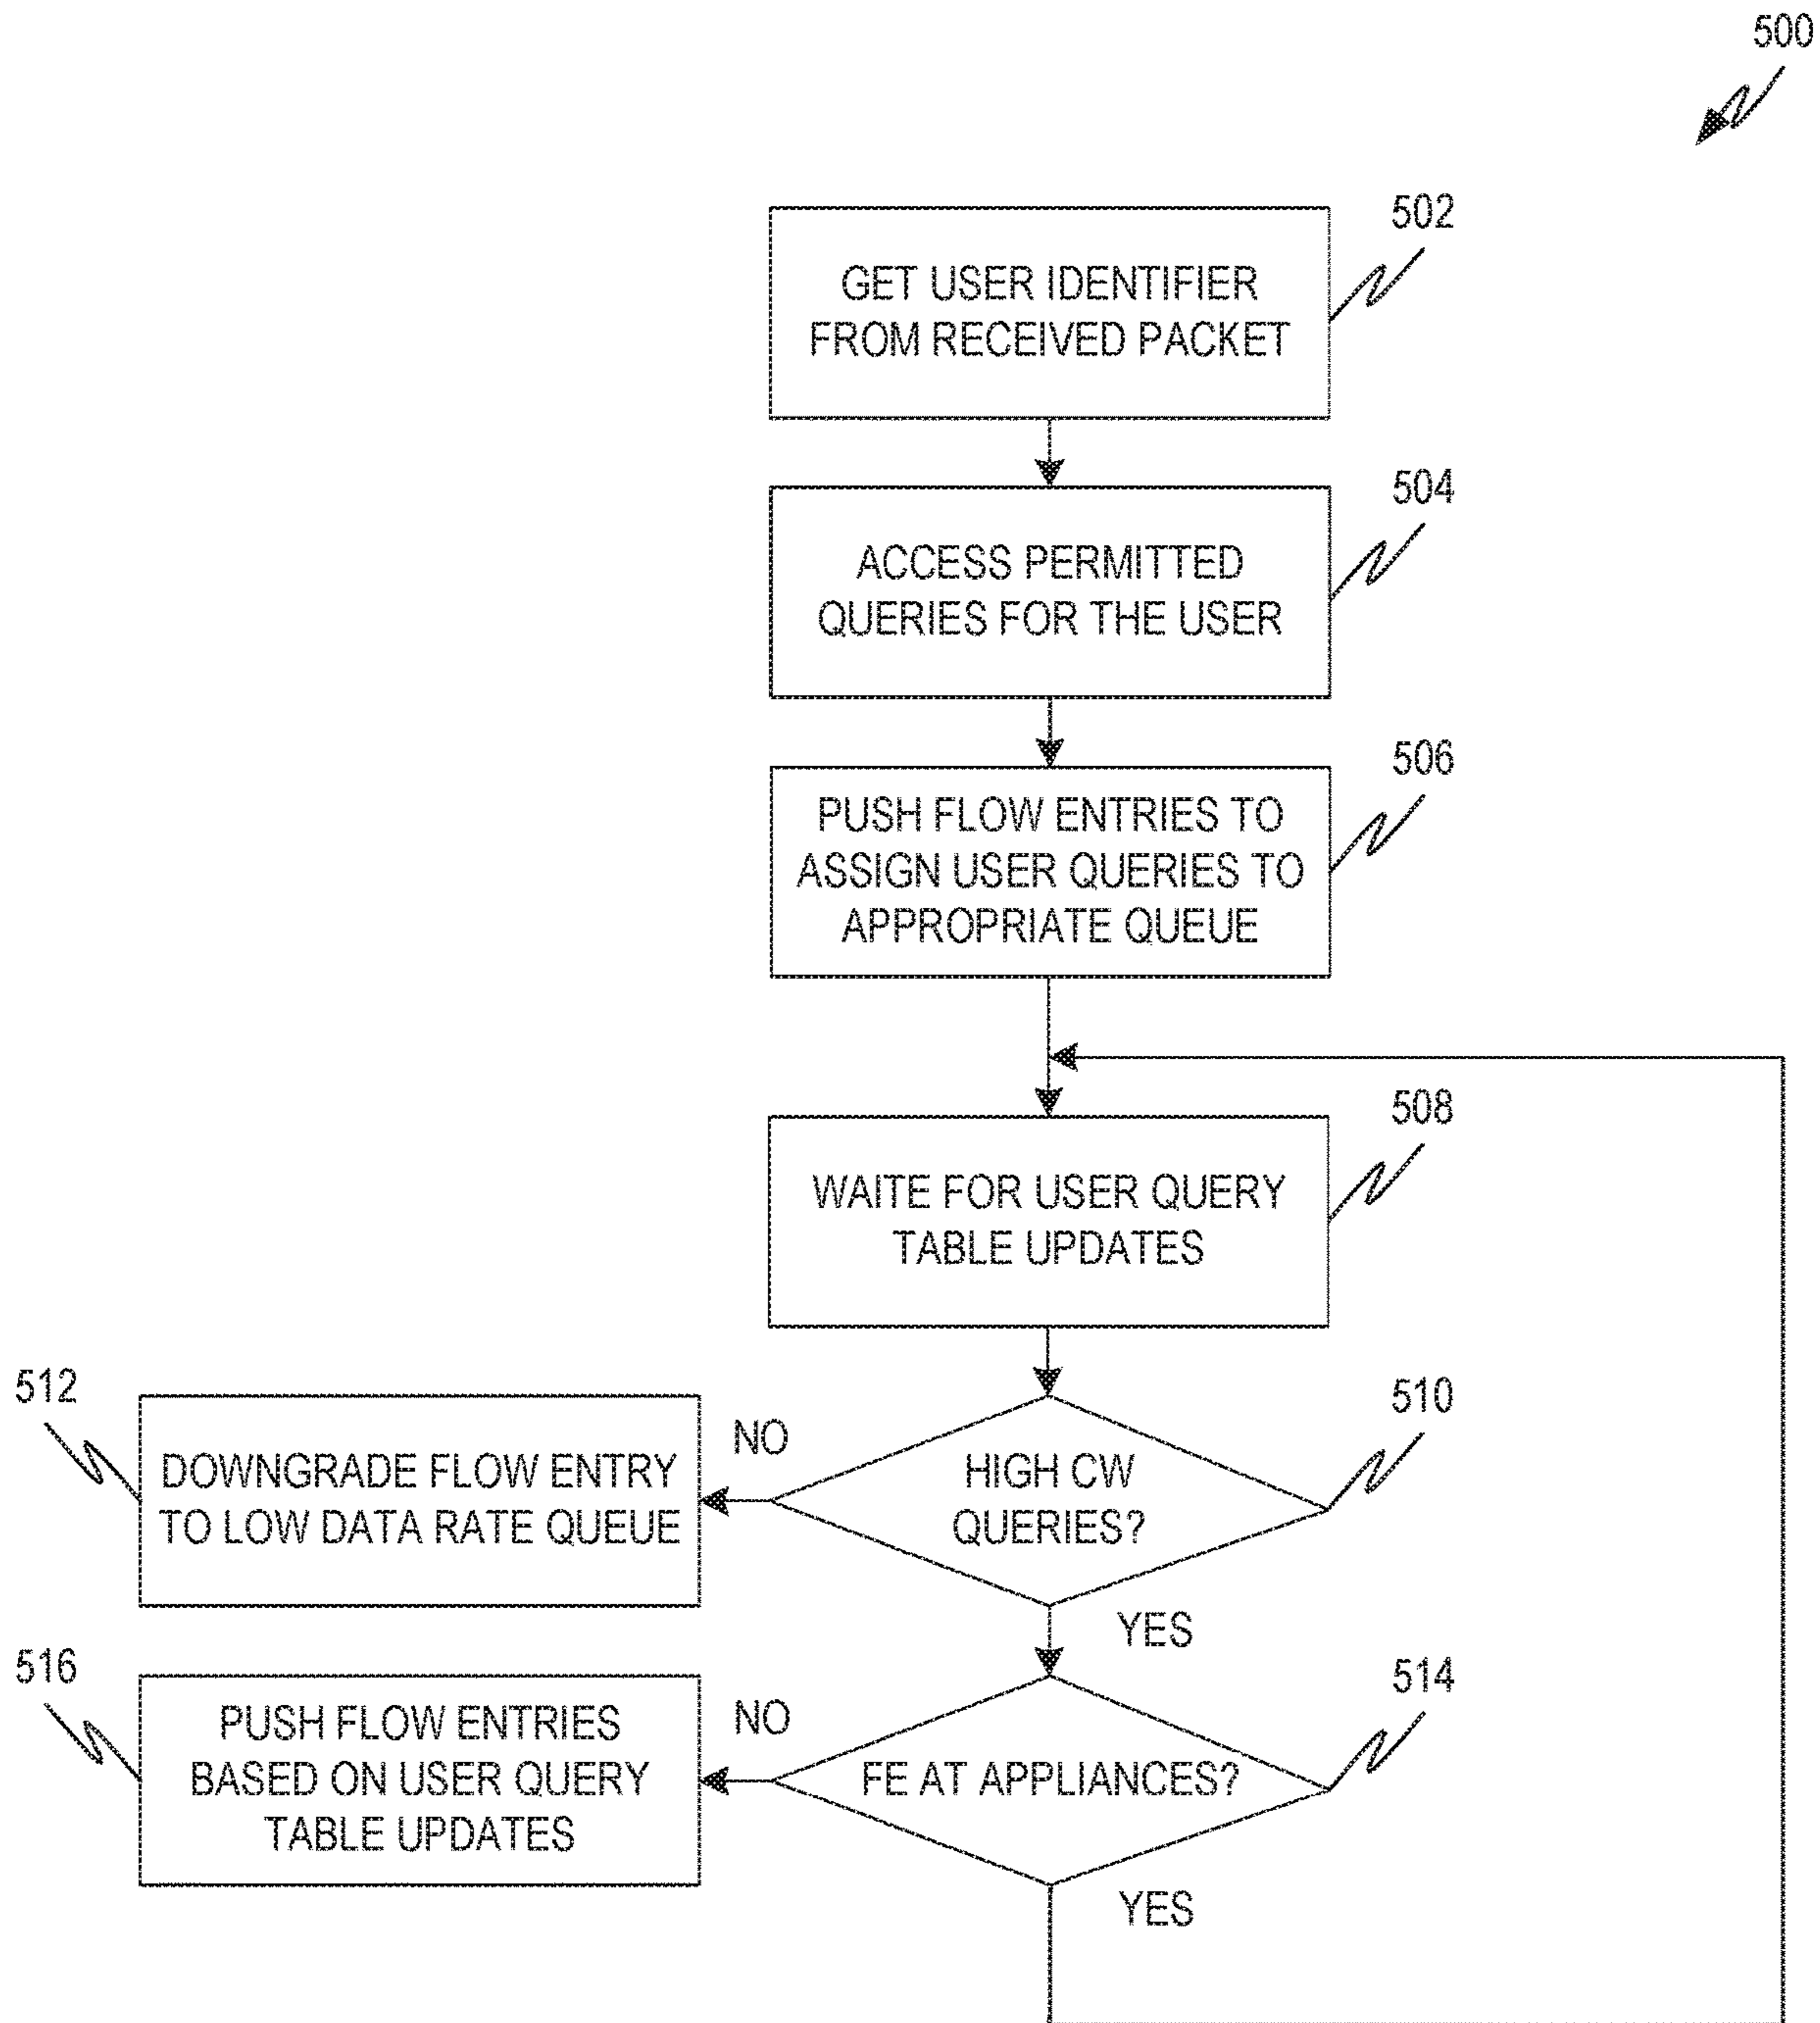 500
502
GET USER IDENTIFIER
FROM RECEIVED PACKET
504
ACCESS PERMITTED
QUERIES FOR THE USER
506
PUSH FLOW ENTRIES TO
ASSIGN USER QUERIES TO
APPROPRIATE QUEUE
508
WAITE FOR USER QUERY
TABLE UPDATES
512
DOWNGRADE FLOW ENTRY
TO LOW DATA RATE QUEUE
NO
510
HIGH CW
QUERIES?
YES
516
PUSH FLOW ENTRIES
BASED ON USER QUERY
TABLE UPDATES
NO
514
FE AT APPLIANCES?
YES